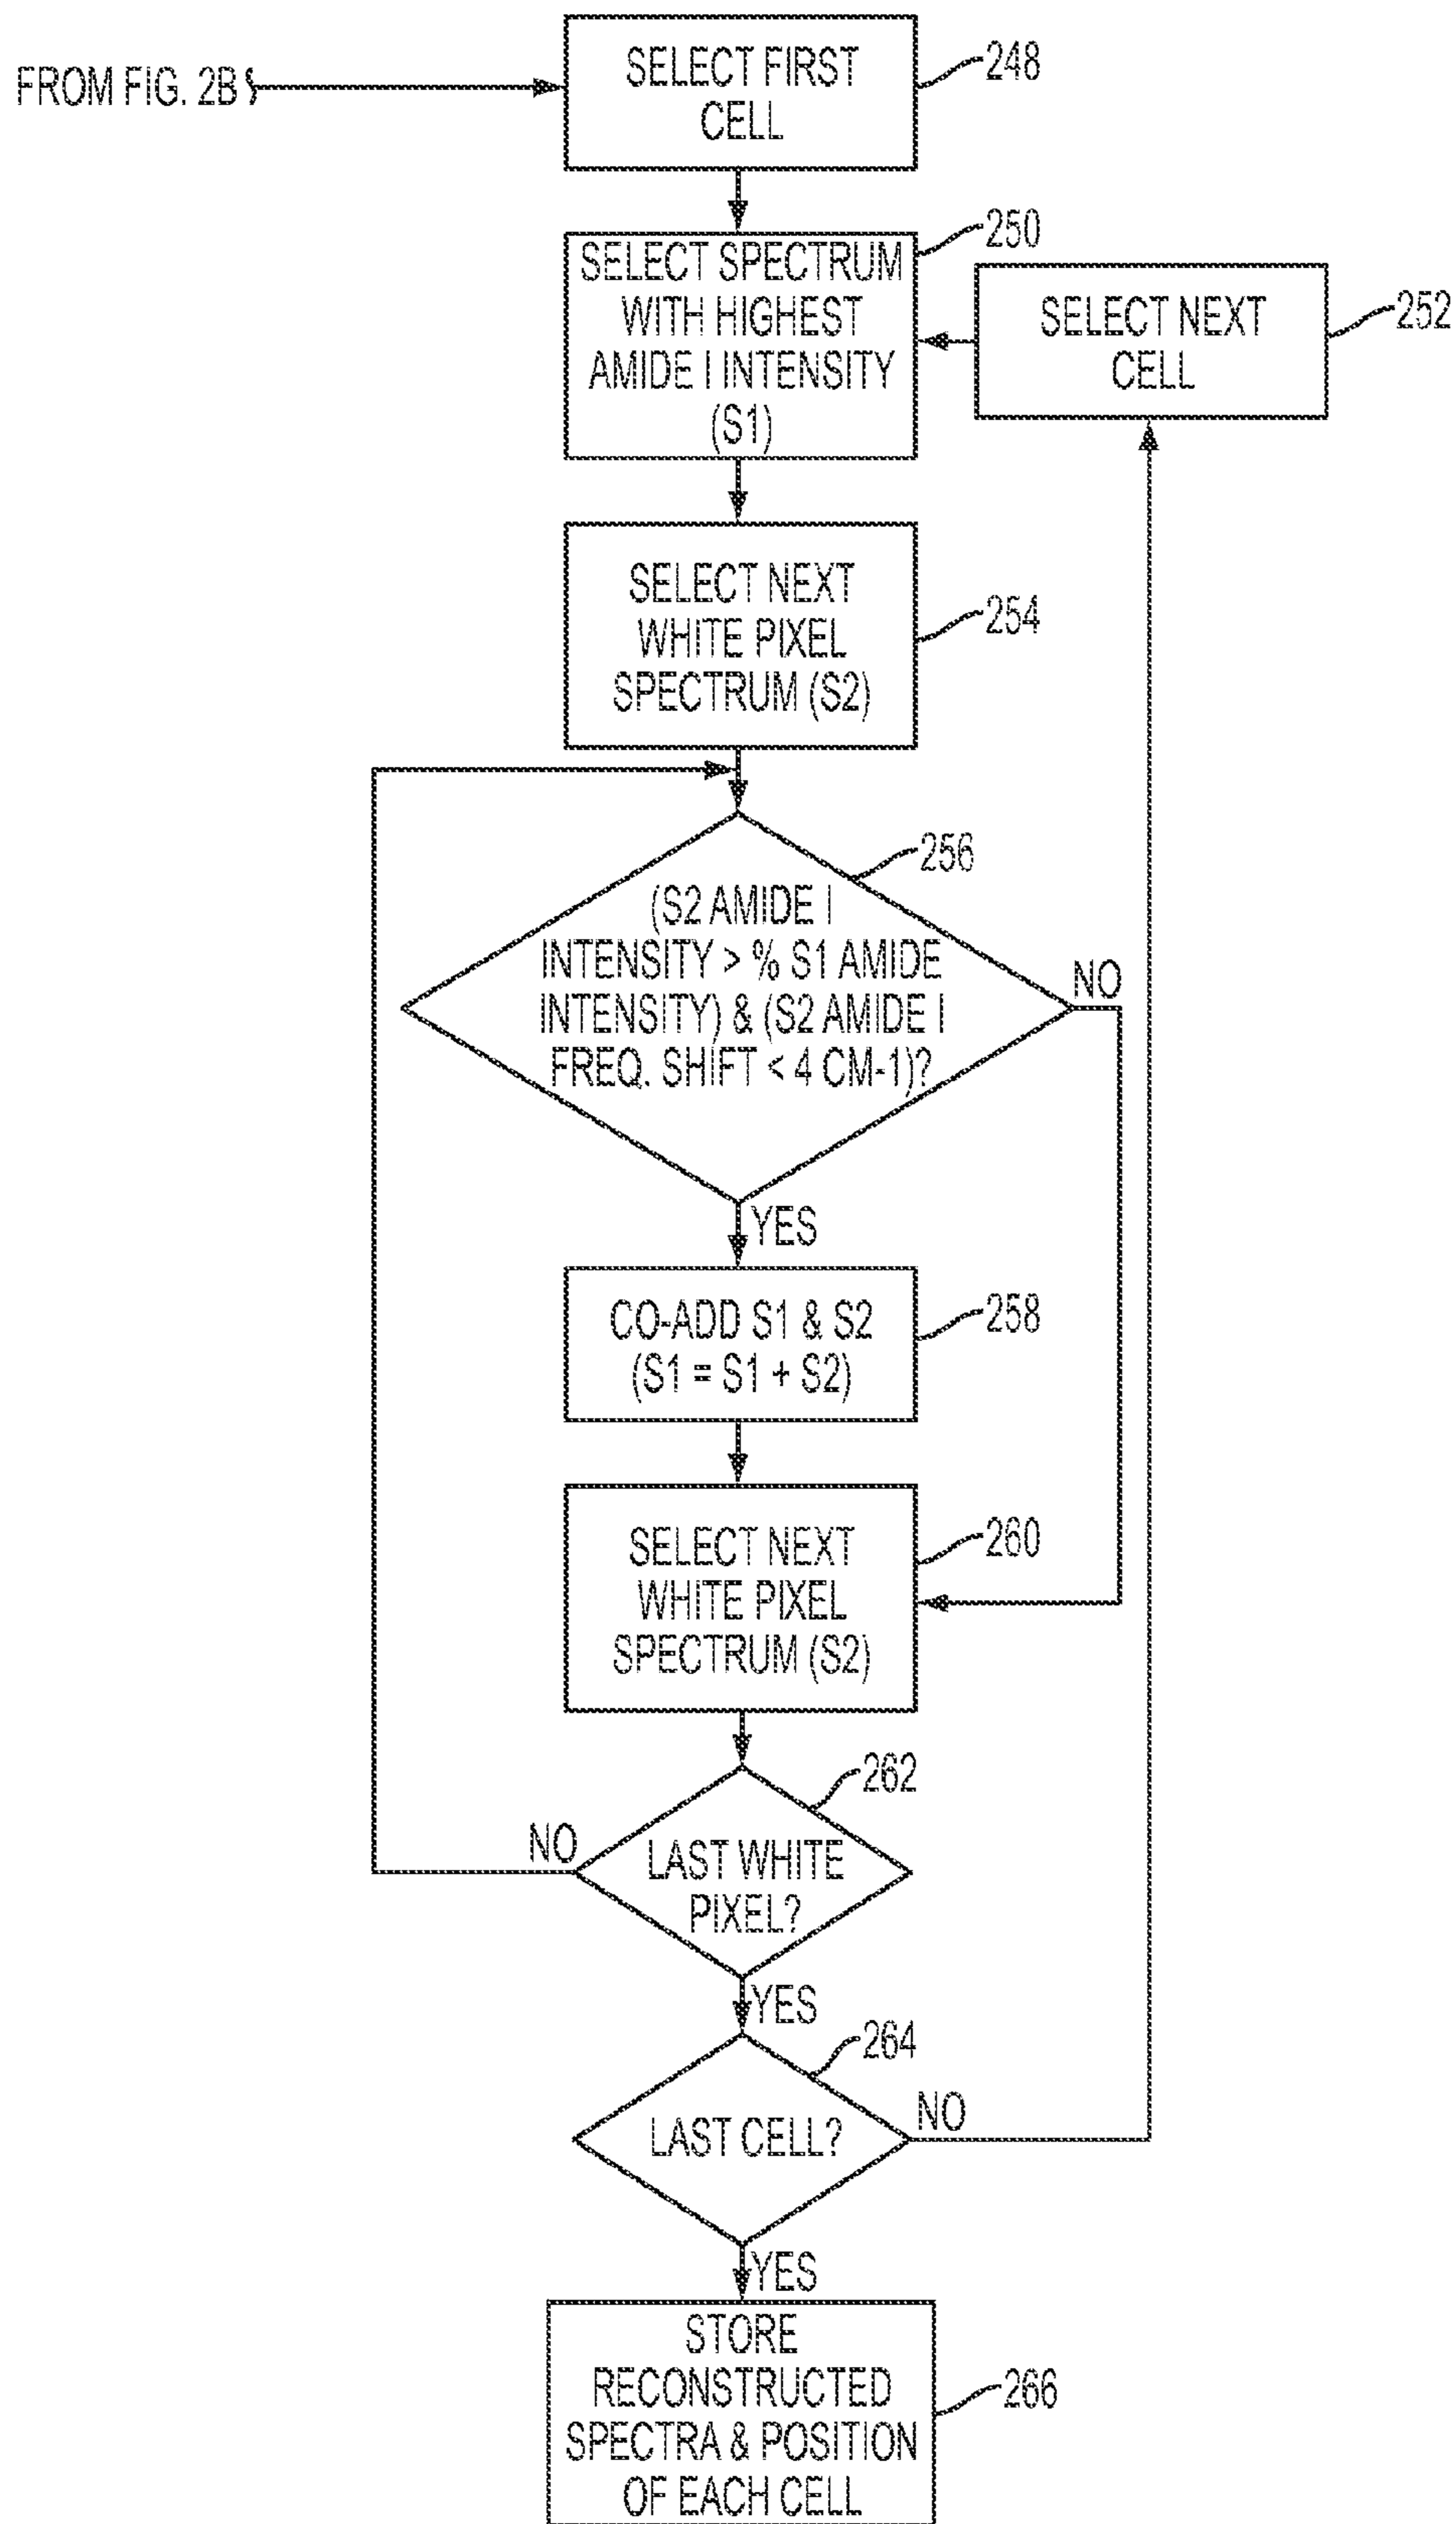 FROM FIG. 2B
SELECT FIRST
CELL
248
SELECT SPECTRUM
WITH HIGHEST
AMIDE I INTENSITY
(S1)
250
SELECT NEXT
CELL
252
SELECT NEXT
WHITE PIXEL
SPECTRUM (S2)
254
(S2 AMIDE I
INTENSITY > % S1 AMIDE
INTENSITY) & (S2 AMIDE I
FREQ. SHIFT < 4 CM-1)?
256
NO
YES
CO-ADD S1 & S2
(S1 = S1 + S2)
258
SELECT NEXT
WHITE PIXEL
SPECTRUM (S2)
260
LAST WHITE
PIXEL?
262
NO
YES
LAST CELL?
264
NO
YES
STORE
RECONSTRUCTED
SPECTRA & POSITION
OF EACH CELL
266